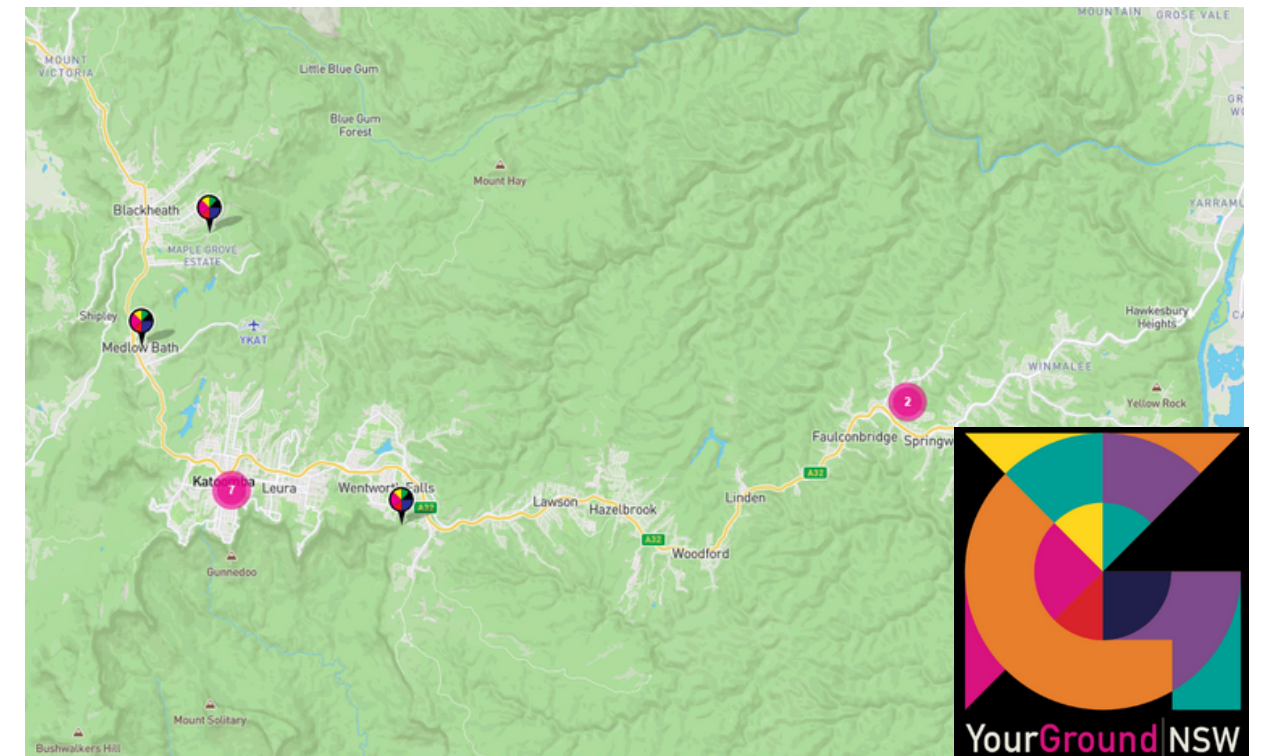 MOUNTAIN
GROSE VALE
MOUNT
VICTORIA
Little Blue Gum
Blue Gum
Forest
Mount Hay
Blackheath
MAPLE GROVE
ESTATE
YARRAMU
Shipley
Medlow Bath
YKAT
Hawkesbury
Heights
WINMALEE
Yellow Rock
2
Faulconbridge
Springw
A32
Katoomba
7
Leura
Wentworth Falls
A32
Lawson
Hazelbrook
Linden
A32
Woodford
Gunnedoo
Mount Solitary
Bushwalkers Hill
YourGround NSW